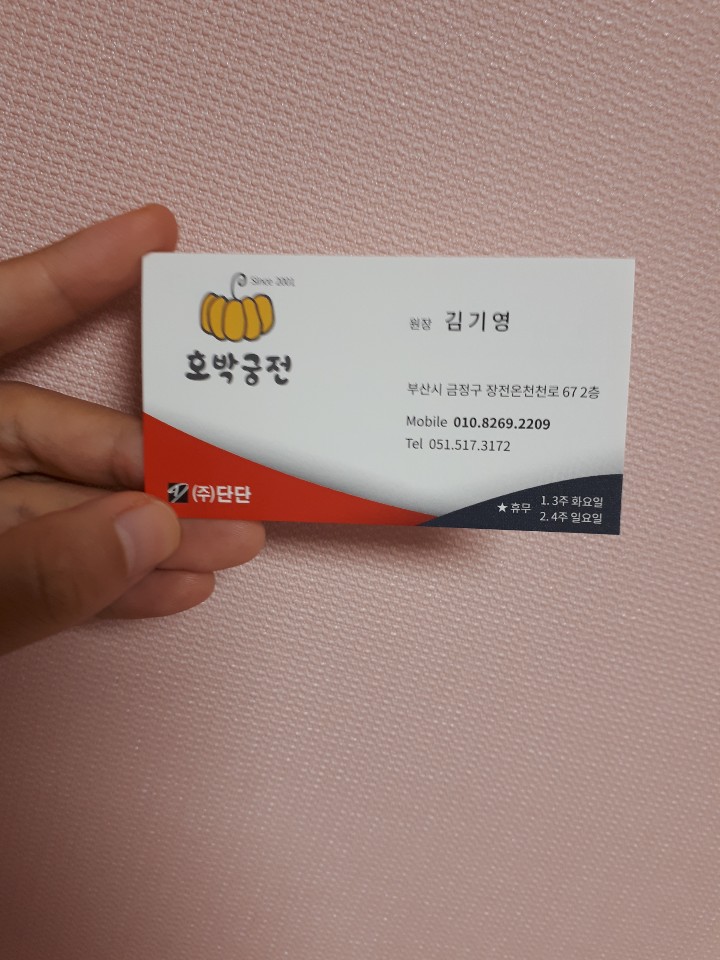 Since 2001
호박궁전
원장 김기영
부산시 금정구 장전온천천로 67 2층
Mobile 010.8269.2209
Tel 051.517.3172
(주)단단
★휴무 1. 3주 화요일
2. 4주 일요일